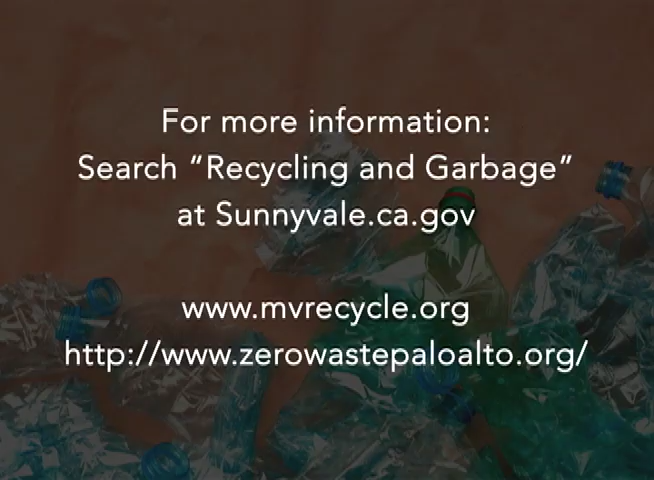 For more information:
Search “Recycling and Garbage”
at Sunnyvale.ca.gov
www.mvrecycle.org
http://www.zerowastepaloalto.org/